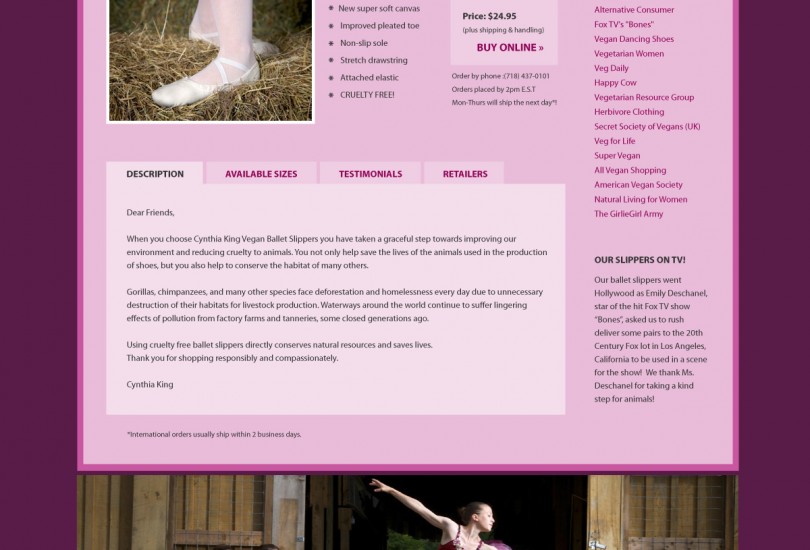 New super soft canvas
Improved pleated toe
Non-slip sole
Stretch drawstring
Attached elastic
CRUELTY FREE!
Price: $24.95
(plus shipping & handling)
BUY ONLINE »
Order by phone :(718) 437-0101
Orders placed by 2pm E.S.T
Mon-Thurs will ship the next day*!
DESCRIPTION
AVAILABLE SIZES
TESTIMONIALS
RETAILERS
Dear Friends,
When you choose Cynthia King Vegan Ballet Slippers you have taken a graceful step towards improving our
environment and reducing cruelty to animals. You not only help save the lives of the animals used in the production
of shoes, but you also help to conserve the habitat of many others.
Gorillas, chimpanzees, and many other species face deforestation and homelessness every day due to unnecessary
destruction of their habitats for livestock production. Waterways around the world continue to suffer lingering
effects of pollution from factory farms and tanneries, some closed generations ago.
Using cruelty free ballet slippers directly conserves natural resources and saves lives.
Thank you for shopping responsibly and compassionately.
Cynthia King
*International orders usually ship within 2 business days.
Alternative Consumer
Fox TV's "Bones"
Vegan Dancing Shoes
Vegetarian Women
Veg Daily
Happy Cow
Vegetarian Resource Group
Herbivore Clothing
Secret Society of Vegans (UK)
Veg for Life
Super Vegan
All Vegan Shopping
American Vegan Society
Natural Living for Women
The GirlieGirl Army
OUR SLIPPERS ON TV!
Our ballet slippers went
Hollywood as Emily Deschanel,
star of the hit Fox TV show
"Bones", asked us to rush
deliver some pairs to the 20th
Century Fox lot in Los Angeles,
California to be used in a scene
for the show! We thank Ms.
Deschanel for taking a kind
step for animals!